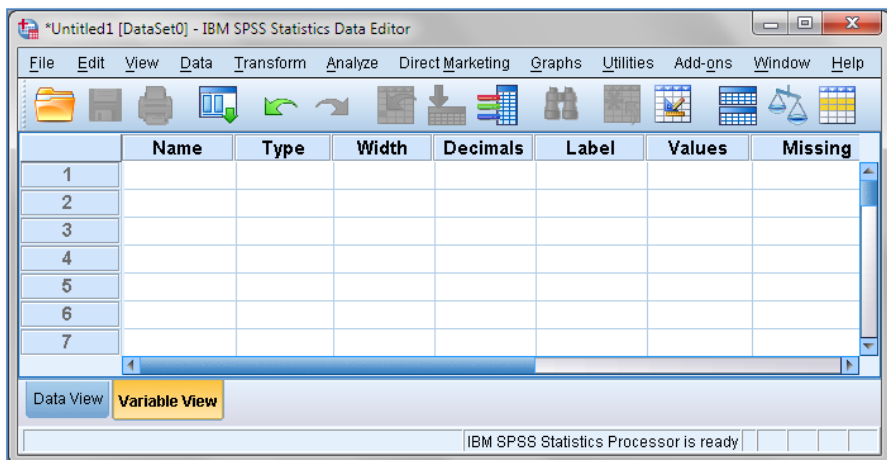 *Untitled1 [DataSet0] - IBM SPSS Statistics Data Editor
File Edit View Data Transform Analyze Direct Marketing Graphs Utilities Add-ons Window Help
Name Type Width Decimals Label Values Missing
1
2
3
4
5
6
7
Data View Variable View
IBM SPSS Statistics Processor is ready